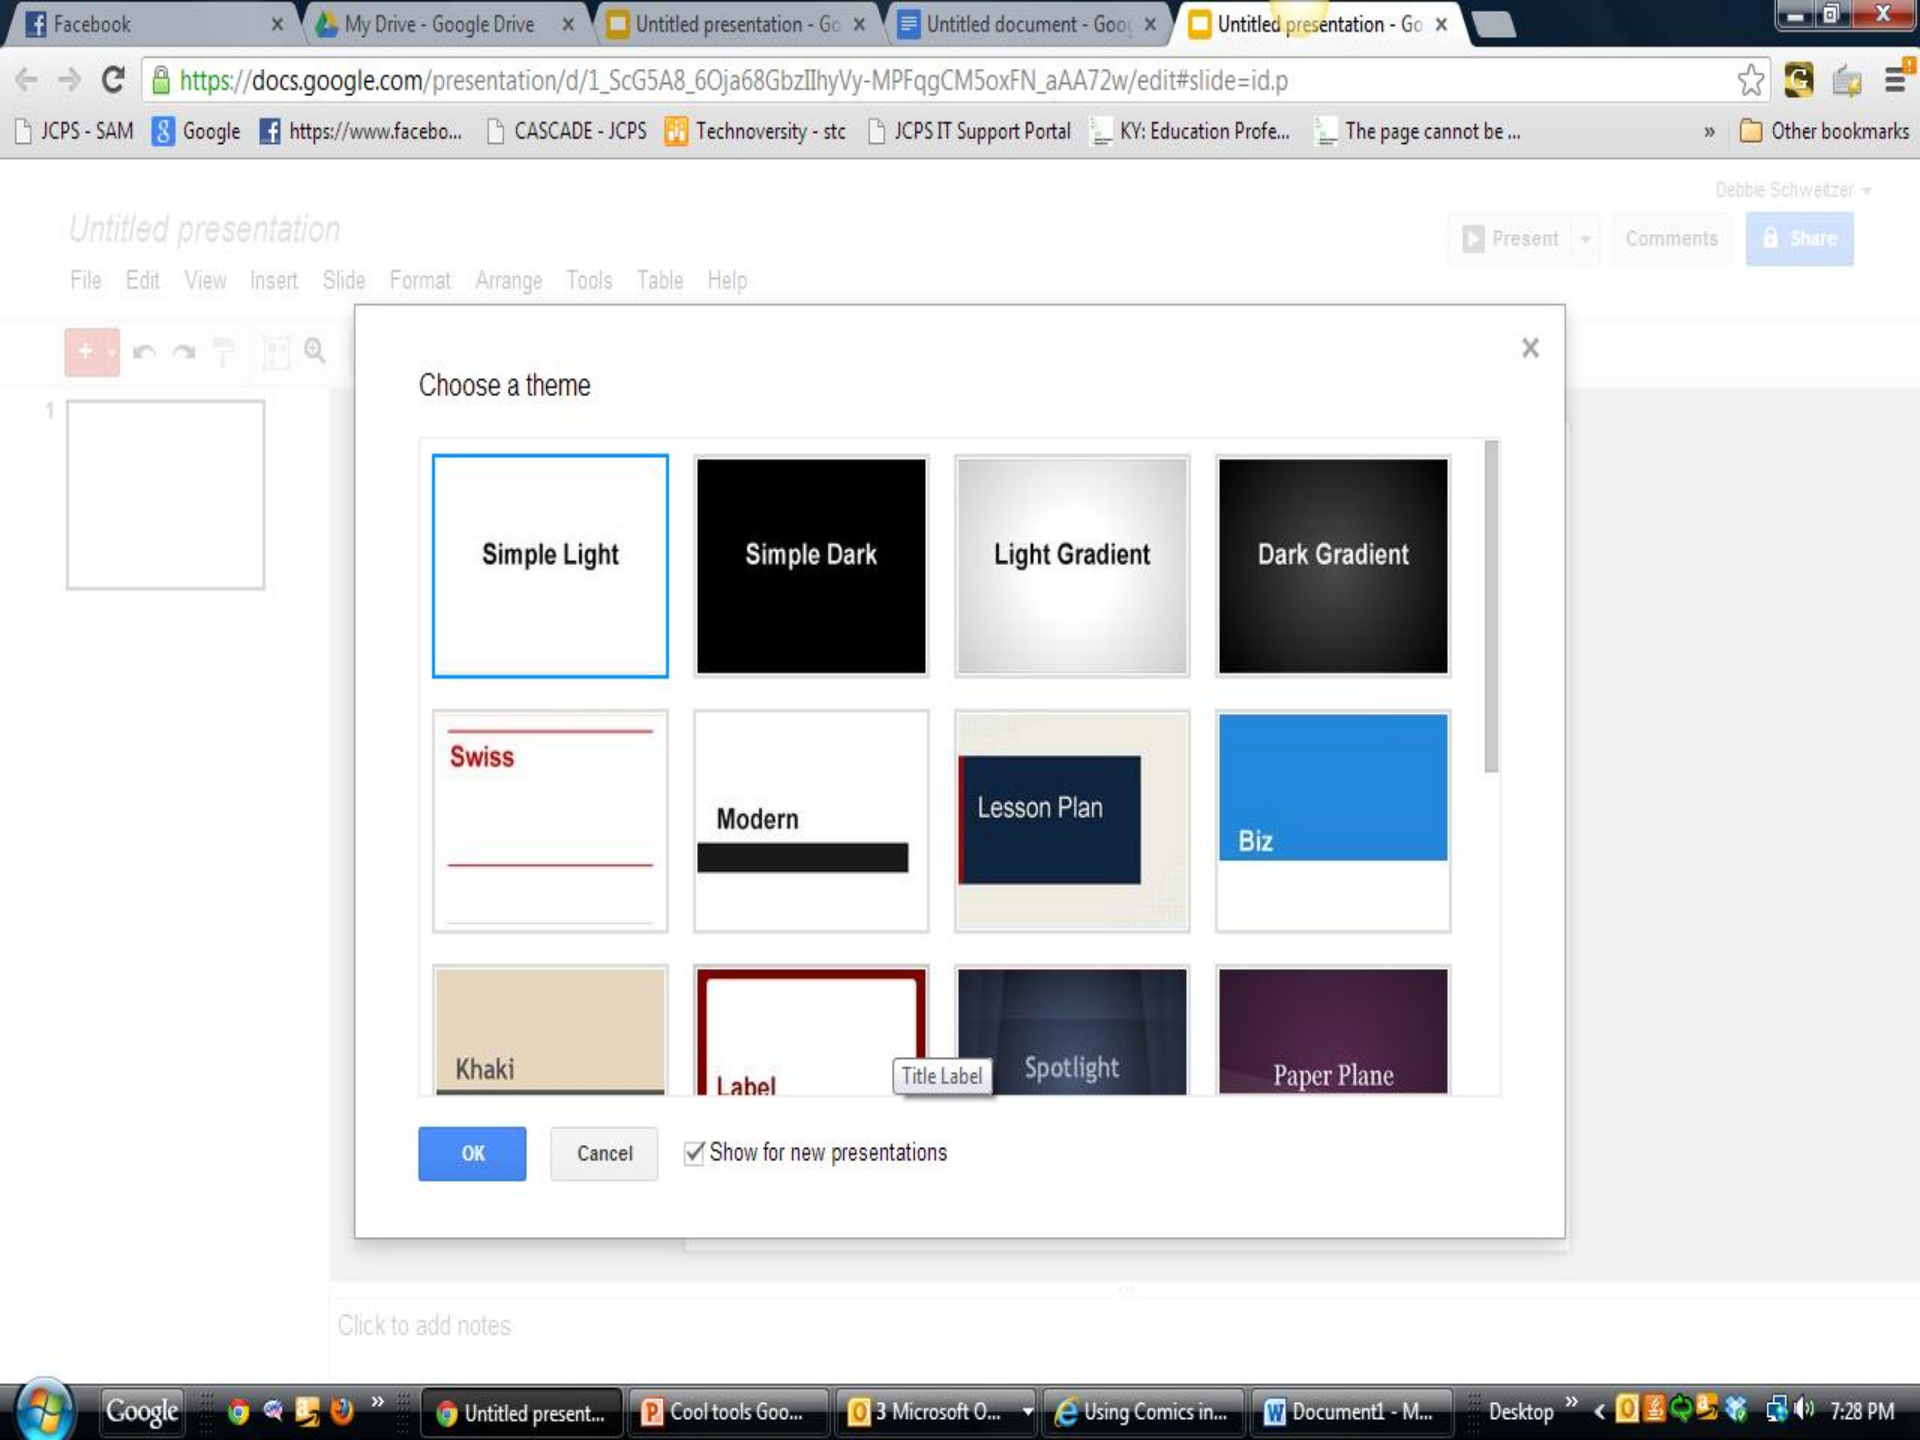 Facebook
My Drive - Google Drive
Untitled presentation - Go
Untitled document - Goo
Untitled presentation - Go
https://docs.google.com/presentation/d/1_ScG5A8_6Oja68GbzIIhyVy-MPFqgCM5oxFN_aAA72w/edit#slide=id.p
JCPS - SAM
Google
https://www.facebo...
CASCADE - JCPS
Technoversity - stc
JCPS IT Support Portal
KY: Education Profe...
The page cannot be ...
»
Other bookmarks
Debbie Schweitzer
Untitled presentation
Present
Comments
Share
File Edit View Insert Slide Format Arrange Tools Table Help
1
Choose a theme
Simple Light
Simple Dark
Light Gradient
Dark Gradient
Swiss
Modern
Lesson Plan
Biz
Khaki
Label
Title Label
Spotlight
Paper Plane
OK
Cancel
Show for new presentations
Click to add notes
Google
»
Untitled present...
Cool tools Goo...
3 Microsoft O...
Using Comics in...
Document1 - M...
Desktop
»
7:28 PM